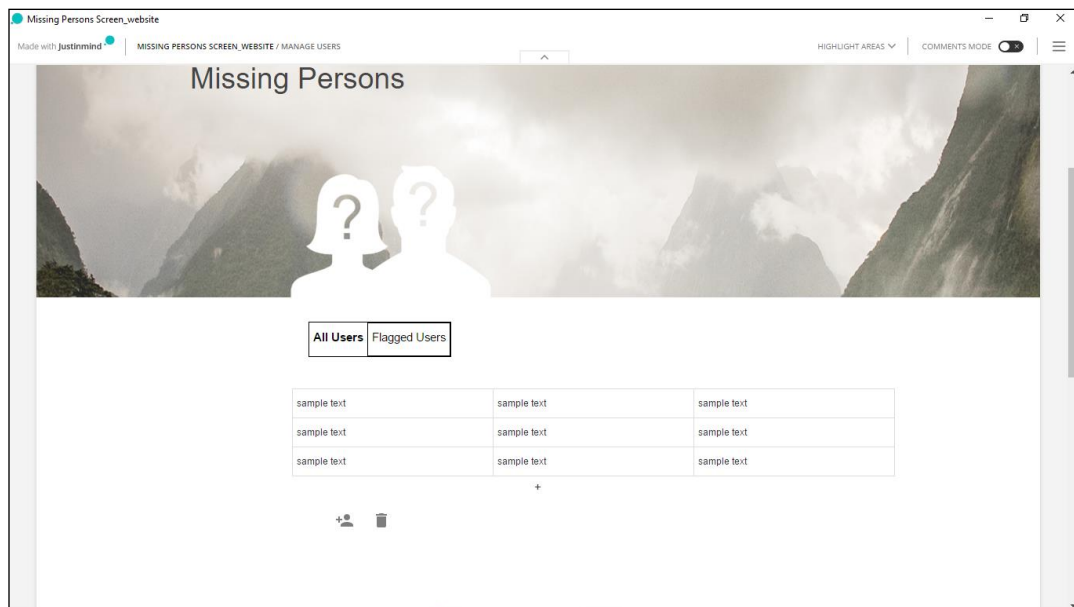 Missing Persons Screen_website
Made with Justinmind MISSING PERSONS SCREEN_WEBSITE / MANAGE USERS HIGHLIGHT AREAS COMMENTS MODE
Missing Persons
? ?
All Users Flagged Users
sample text sample text sample text
sample text sample text sample text
sample text sample text sample text
+